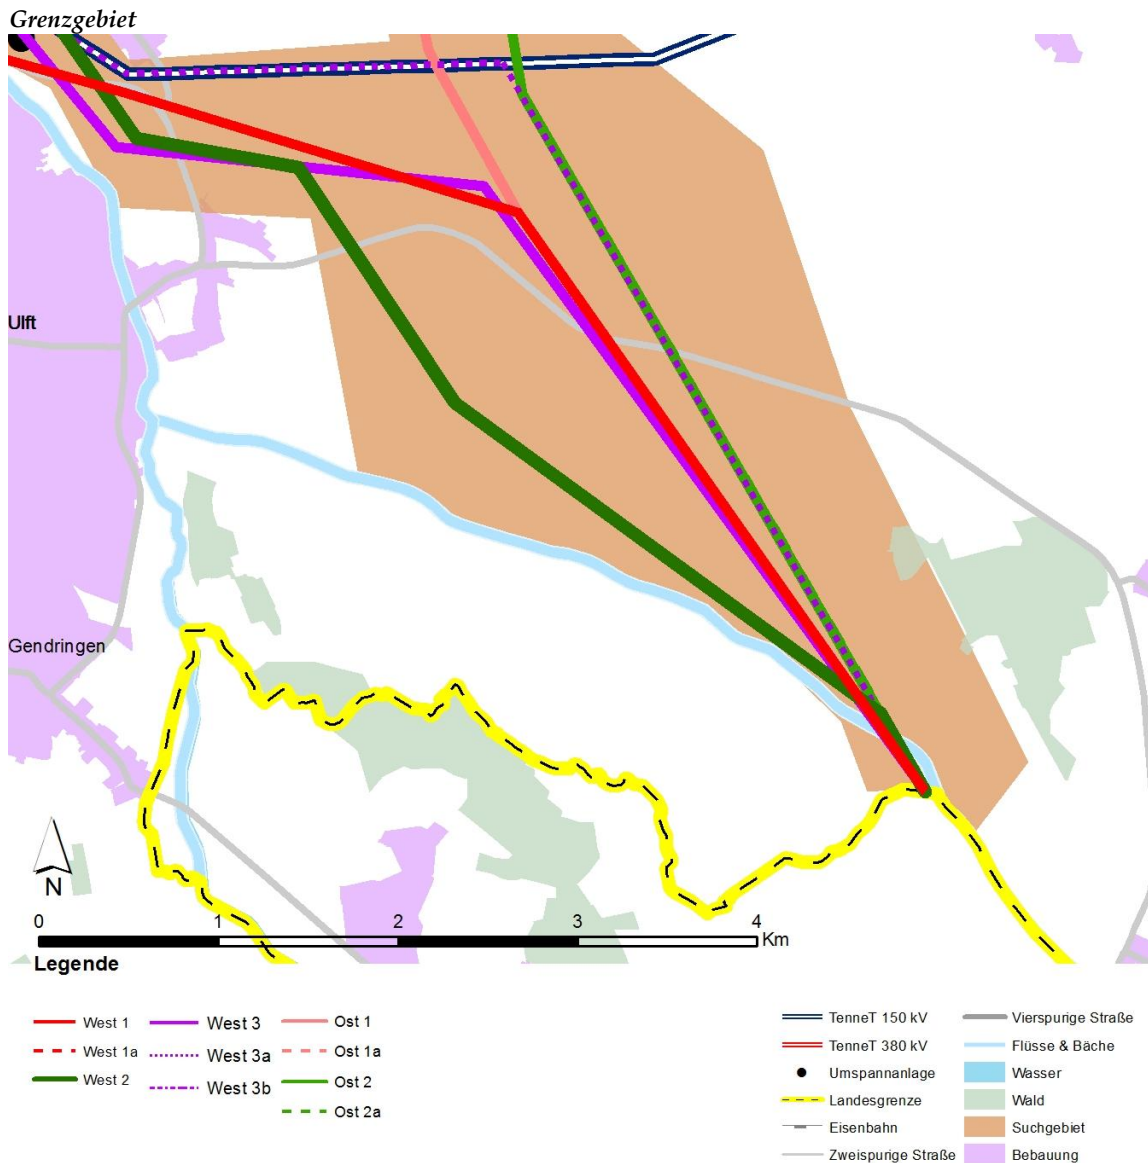 Grenzgebiet
Ulft
Gendringen
N
0 1 2 3 4
Km
Legende
West 1
West 1a
West 2
West 3
West 3a
West 3b
Ost 1
Ost 1a
Ost 2
Ost 2a
TenneT 150 kV
TenneT 380 kV
Umspannanlage
Landesgrenze
Eisenbahn
Zweispurige Straße
Vierspurige Straße
Flüsse & Bäche
Wasser
Wald
Suchgebiet
Bebauung